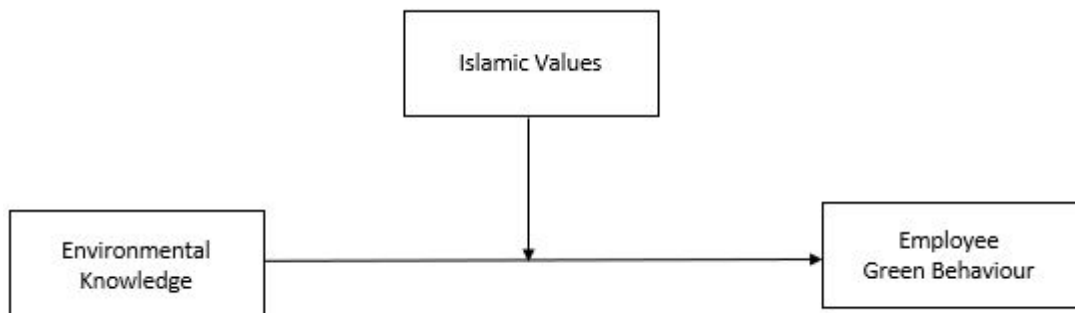 Islamic Values
Environmental
Knowledge
Employee
Green Behaviour